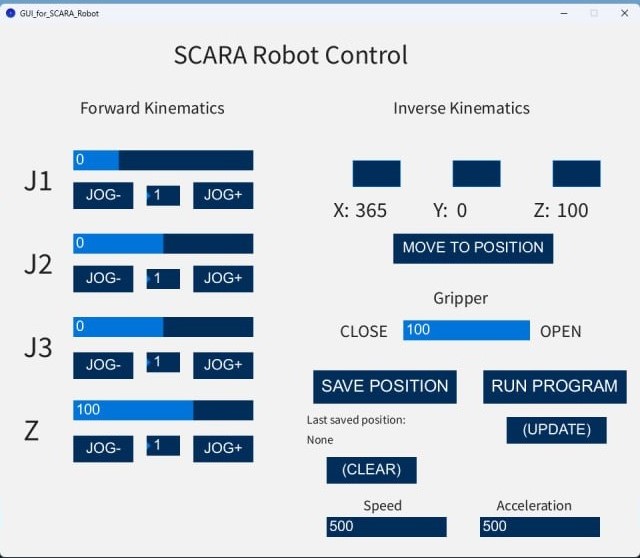 GUI_for_SCARA_Robot
SCARA Robot Control
Forward Kinematics
Inverse Kinematics
J1
0
JOG-
1
JOG+
J2
0
JOG-
1
JOG+
J3
0
JOG-
1
JOG+
Z
100
JOG-
1
JOG+
X: 365
Y: 0
Z: 100
MOVE TO POSITION
Gripper
CLOSE
100
OPEN
SAVE POSITION
RUN PROGRAM
Last saved position:
None
(UPDATE)
(CLEAR)
Speed
500
Acceleration
500